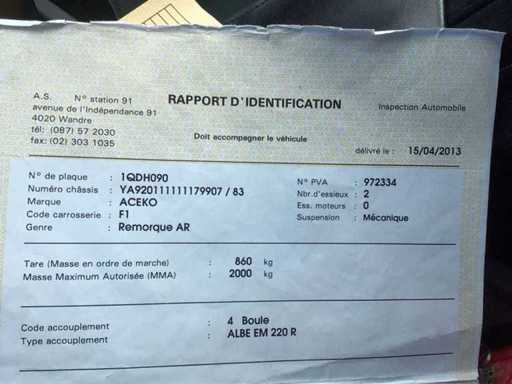 A.S. N° station 91
avenue de l'Indépendance 91
4020 Wandre
tél: (087) 57 2030
fax: (02) 303 1035
RAPPORT D'IDENTIFICATION
Inspection Automobile
Doit accompagner le véhicule
délivré le : 15/04/2013
N° de plaque : 1QDH090
Numéro châssis : YA920111111179907 / 83
Marque : ACEKO
Code carrosserie : F1
Genre : Remorque AR
N° PVA : 972334
Nbr.d'essieux : 2
Ess. moteurs : 0
Suspension : Mécanique
Tare (Masse en ordre de marche) : 860 kg
Masse Maximum Autorisée (MMA) : 2000 kg
Code accouplement : 4 Boule
Type accouplement : ALBE EM 220 R